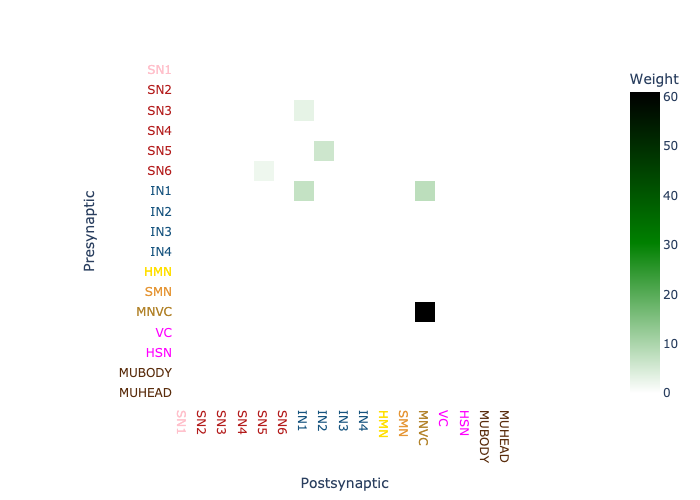 SN1
SN2
SN3
SN4
SN5
SN6
IN1
IN2
IN3
IN4
HMN
SMN
MNVC
VC
HSN
MUBODY
MUHEAD
Presynaptic
SN1
SN2
SN3
SN4
SN5
SN6
IN1
IN2
IN3
IN4
HMN
SMN
MNVC
VC
HSN
MUBODY
MUHEAD
Postsynaptic
Weight
60
50
40
30
20
10
0